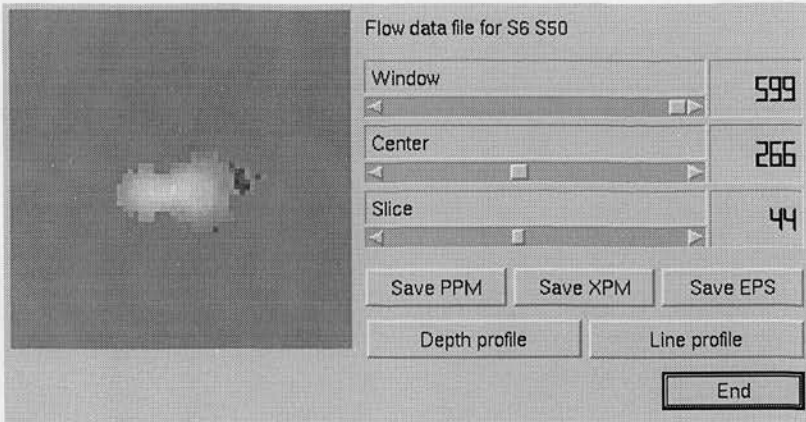 Flow data file for S6 S50
Window
599
Center
266
Slice
44
Save PPM
Save XPM
Save EPS
Depth profile
Line profile
End